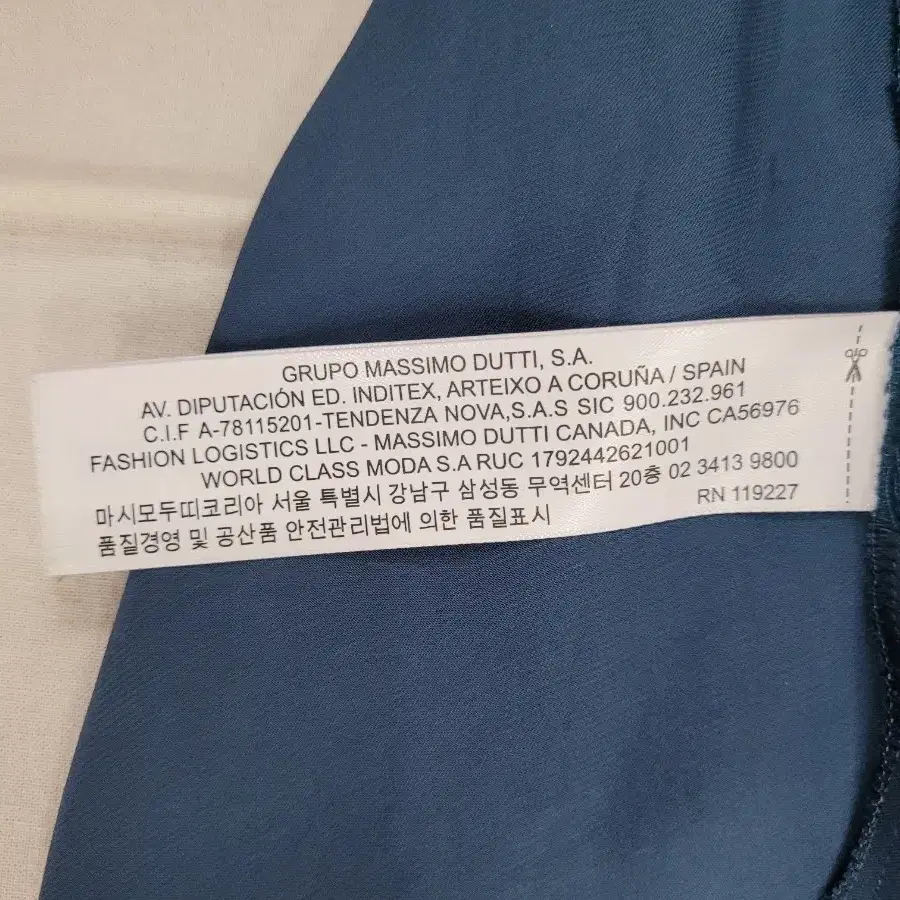 GRUPO MASSIMO DUTTI, S.A.
AV. DIPUTACIÓN ED. INDITEX, ARTEIXO A CORUÑA / SPAIN
C.I.F A-78115201-TENDENZA NOVA,S.A.S SIC 900.232.961
FASHION LOGISTICS LLC - MASSIMO DUTTI CANADA, INC CA56976
WORLD CLASS MODA S.A RUC 1792442621001
마시모두띠코리아 서울 특별시 강남구 삼성동 무역센터 20층 02 3413 9800
품질경영 및 공산품 안전관리법에 의한 품질표시
RN 119227